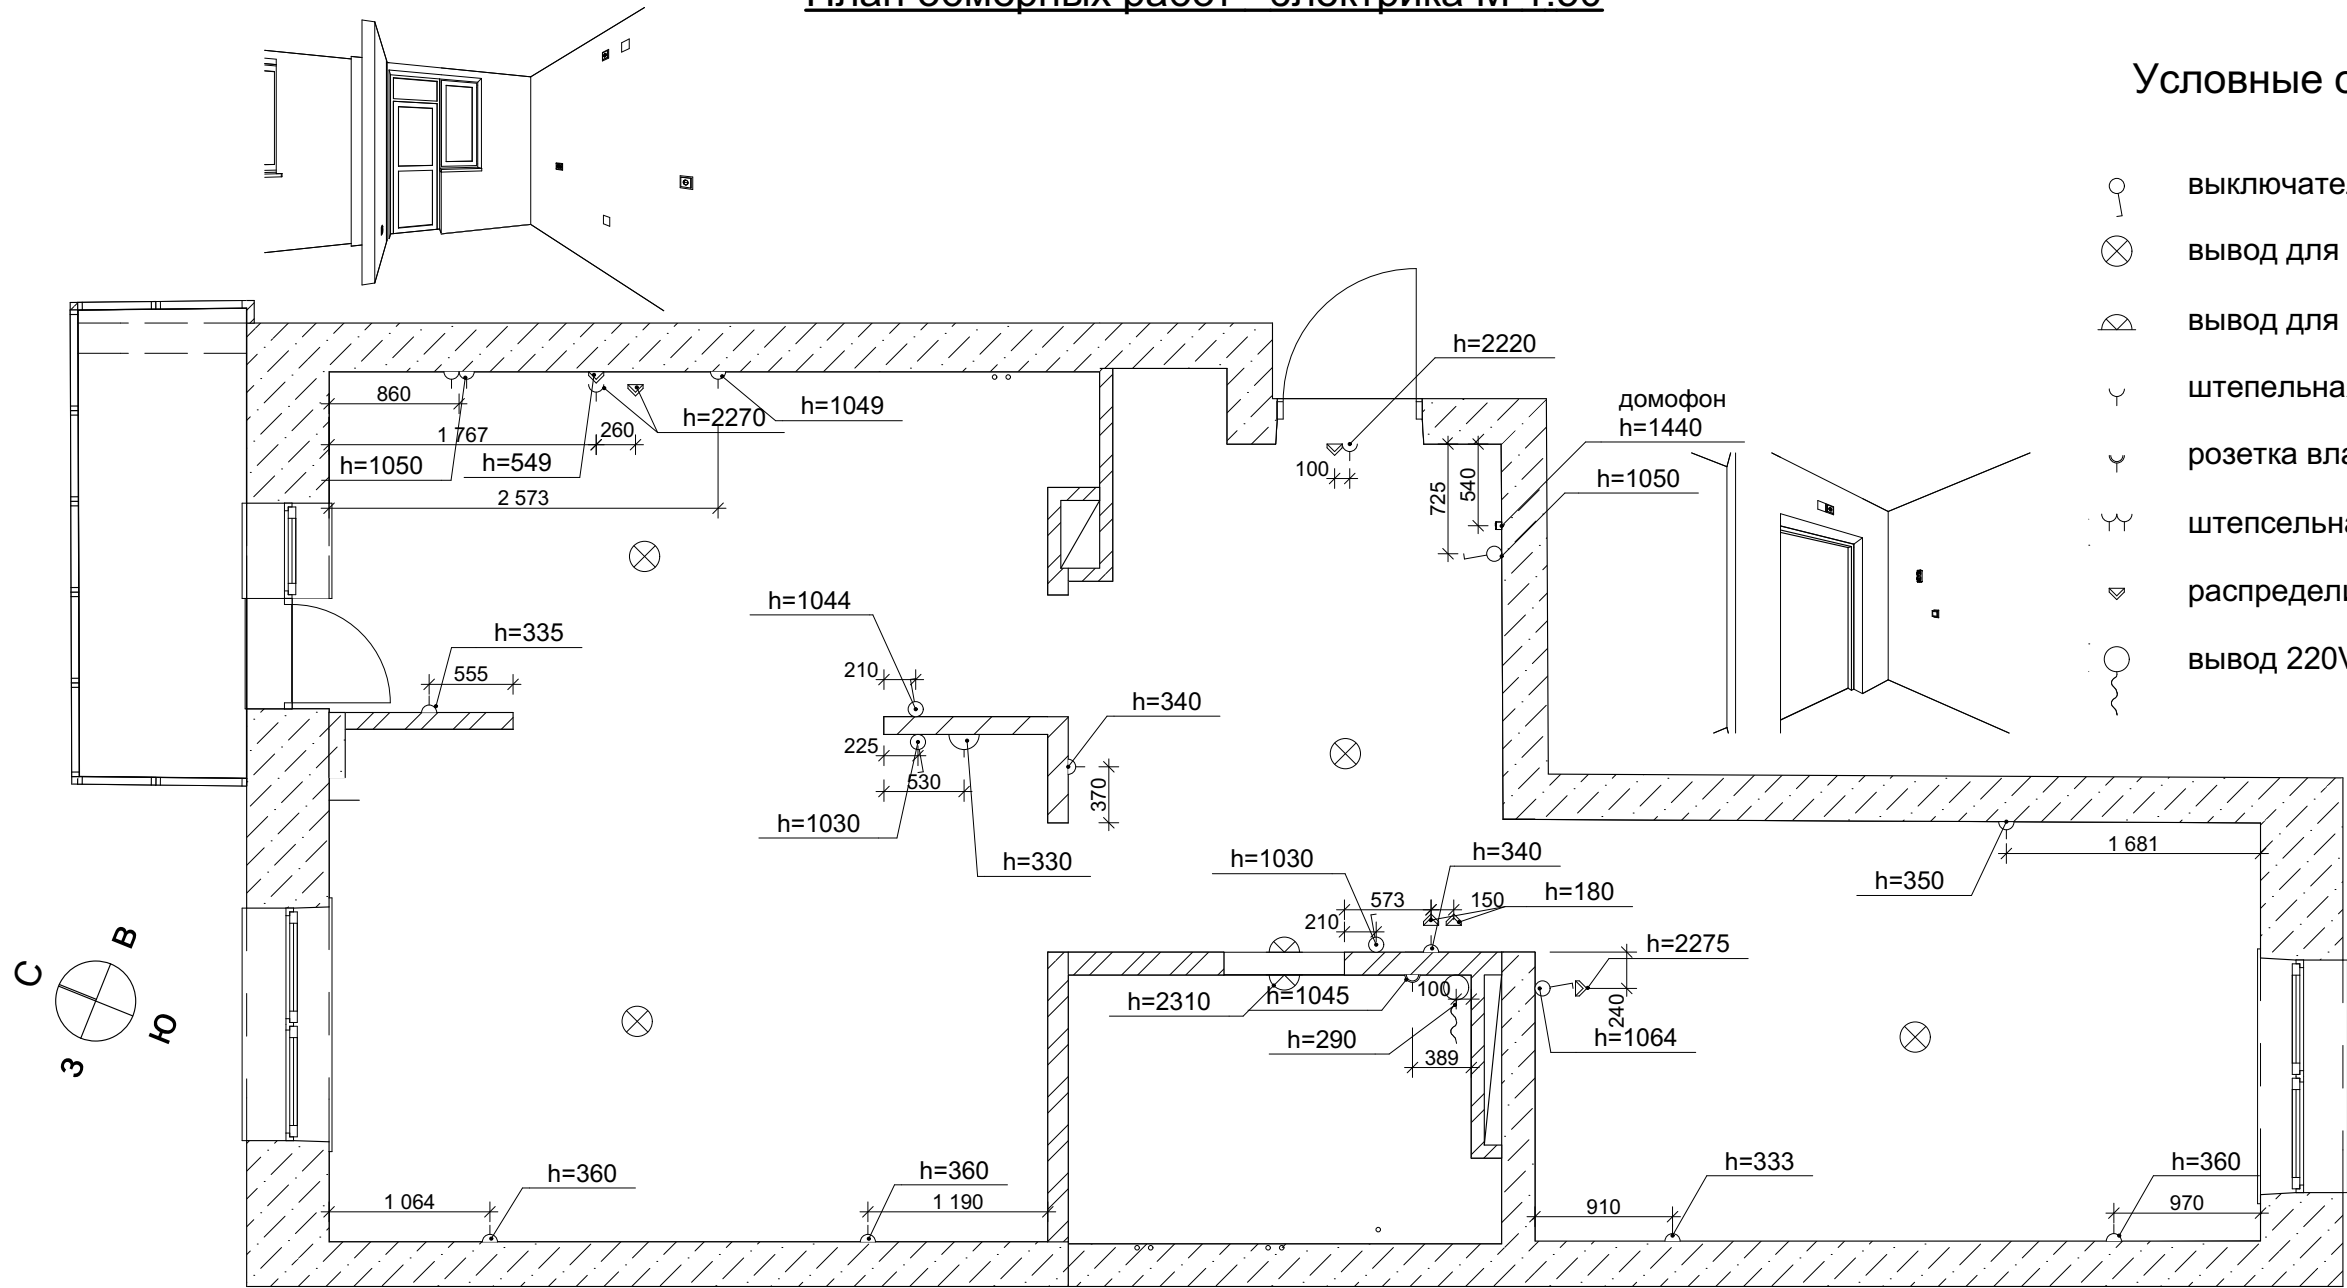 Условные
выключате
вывод для
вывод для
штепельна
розетка вла
штепсельна
распредели
вывод 220V
h=2220
домофон
h=1440
h=1050
860
h=2270
h=1049
1 767
260
h=1050
h=549
2 573
100
725
540
h=1044
h=335
555
210
h=340
225
530
370
h=1030
h=330
h=1030
h=340
1 681
h=350
573
150
h=180
210
h=2275
h=2310
h=1045
100
240
h=290
h=1064
389
С
В
Ю
З
h=360
h=360
h=333
h=360
1 064
1 190
910
970